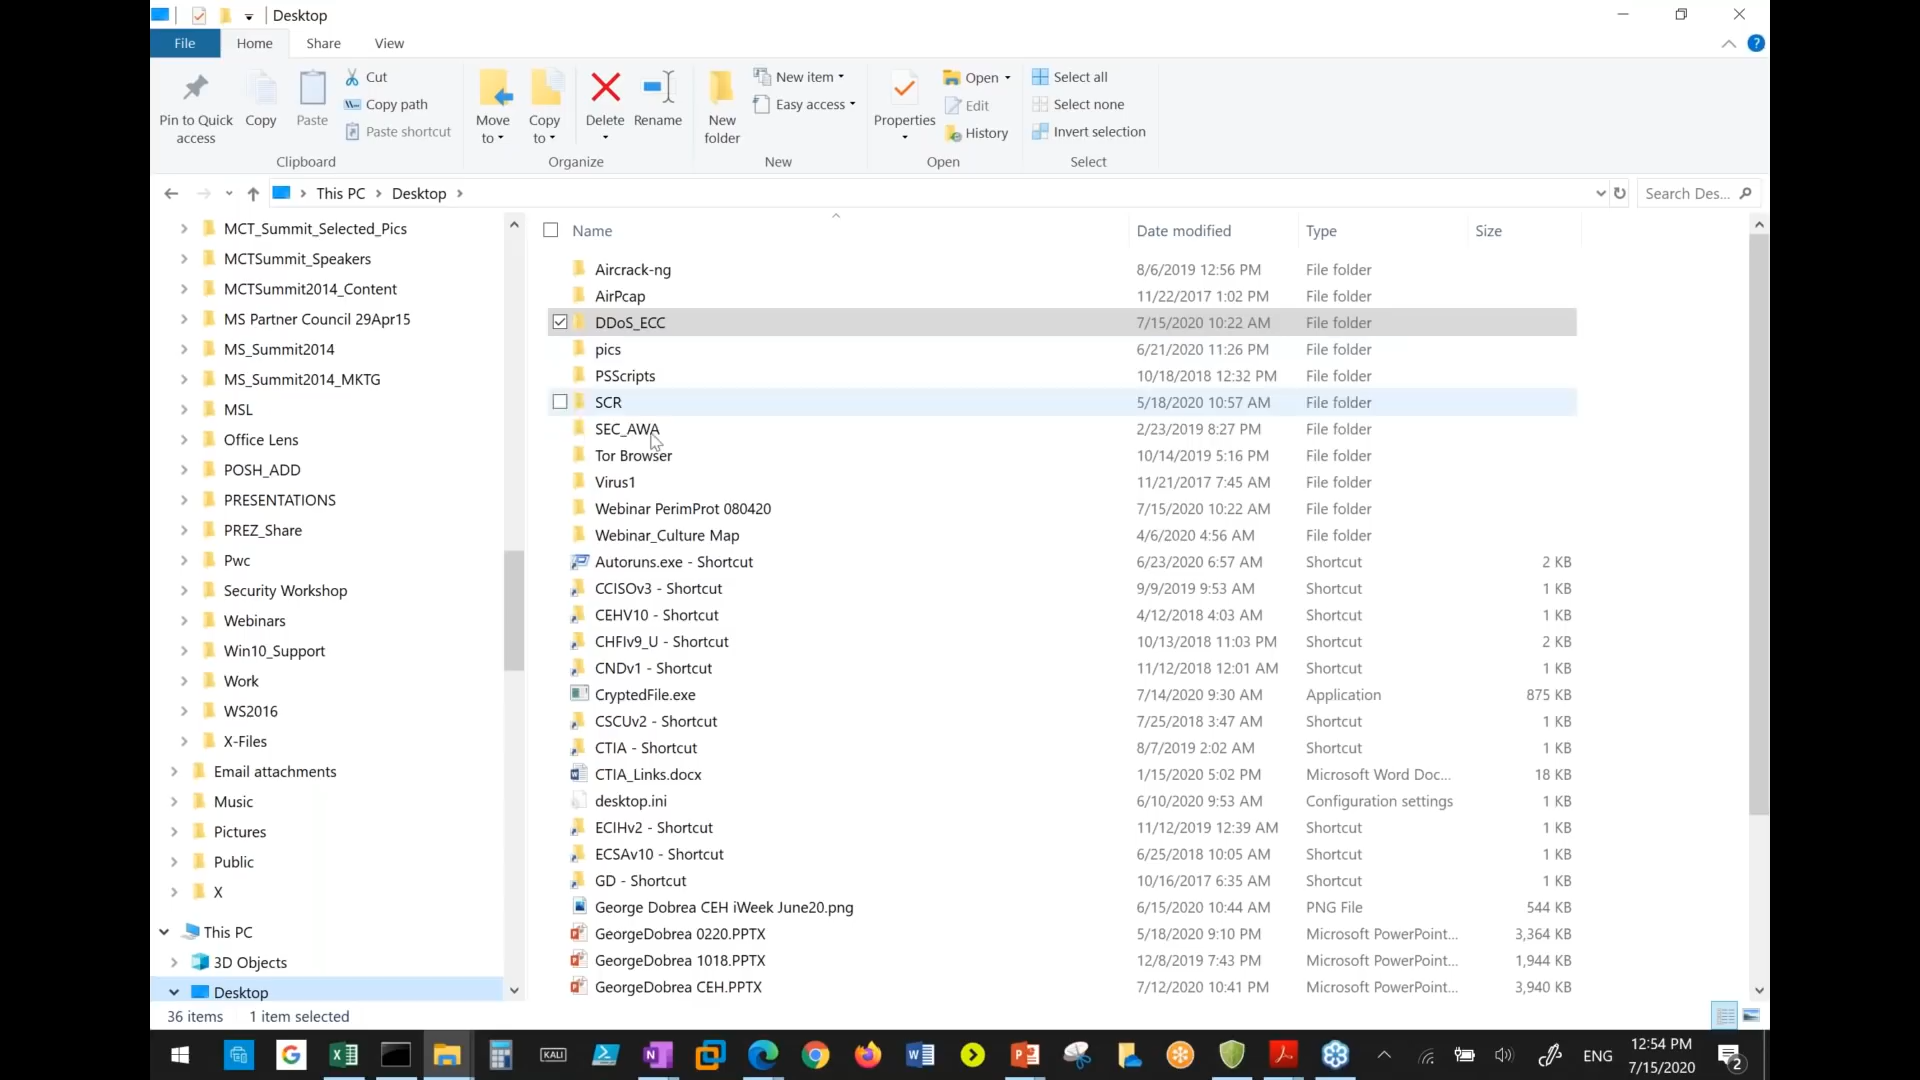 Desktop
File Home Share View
Pin to Quick access Copy Paste Cut Copy path Paste shortcut Move to Copy to Delete Rename New folder New item Easy access Properties Open Edit History Select all Select none Invert selection
Clipboard Organize New Open Select
This PC Desktop Search Des...
MCT_Summit_Selected_Pics
MCTSummit_Speakers
MCTSummit2014_Content
MS Partner Council 29Apr15
MS_Summit2014
MS_Summit2014_MKTG
MSL
Office Lens
POSH_ADD
PRESENTATIONS
PREZ_Share
Pwc
Security Workshop
Webinars
Win10_Support
Work
WS2016
X-Files
Email attachments
Music
Pictures
Public
X
This PC
3D Objects
Desktop
Name Date modified Type Size
Aircrack-ng 8/6/2019 12:56 PM File folder
AirPcap 11/22/2017 1:02 PM File folder
DDoS_ECC 7/15/2020 10:22 AM File folder
pics 6/21/2020 11:26 PM File folder
PSScripts 10/18/2018 12:32 PM File folder
SCR 5/18/2020 10:57 AM File folder
SEC_AWA 2/23/2019 8:27 PM File folder
Tor Browser 10/14/2019 5:16 PM File folder
Virus1 11/21/2017 7:45 AM File folder
Webinar PerimProt 080420 7/15/2020 10:22 AM File folder
Webinar_Culture Map 4/6/2020 4:56 AM File folder
Autoruns.exe - Shortcut 6/23/2020 6:57 AM Shortcut 2 KB
CCISOv3 - Shortcut 9/9/2019 9:53 AM Shortcut 1 KB
CEHV10 - Shortcut 4/12/2018 4:03 AM Shortcut 1 KB
CHFIv9_U - Shortcut 10/13/2018 11:03 PM Shortcut 2 KB
CNDv1 - Shortcut 11/12/2018 12:01 AM Shortcut 1 KB
CryptedFile.exe 7/14/2020 9:30 AM Application 875 KB
CSCUv2 - Shortcut 7/25/2018 3:47 AM Shortcut 1 KB
CTIA - Shortcut 8/7/2019 2:02 AM Shortcut 1 KB
CTIA_Links.docx 1/15/2020 5:02 PM Microsoft Word Doc... 18 KB
desktop.ini 6/10/2020 9:53 AM Configuration settings 1 KB
ECIHv2 - Shortcut 11/12/2019 12:39 AM Shortcut 1 KB
ECSAv10 - Shortcut 6/25/2018 10:05 AM Shortcut 1 KB
GD - Shortcut 10/16/2017 6:35 AM Shortcut 1 KB
George Dobrea CEH iWeek June20.png 6/15/2020 10:44 AM PNG File 544 KB
GeorgeDobrea 0220.PPTX 5/18/2020 9:10 PM Microsoft PowerPoint... 3,364 KB
GeorgeDobrea 1018.PPTX 12/8/2019 7:43 PM Microsoft PowerPoint... 1,944 KB
GeorgeDobrea CEH.PPTX 7/12/2020 10:41 PM Microsoft PowerPoint... 3,940 KB
36 items 1 item selected
KALI ENG 12:54 PM
7/15/2020 2